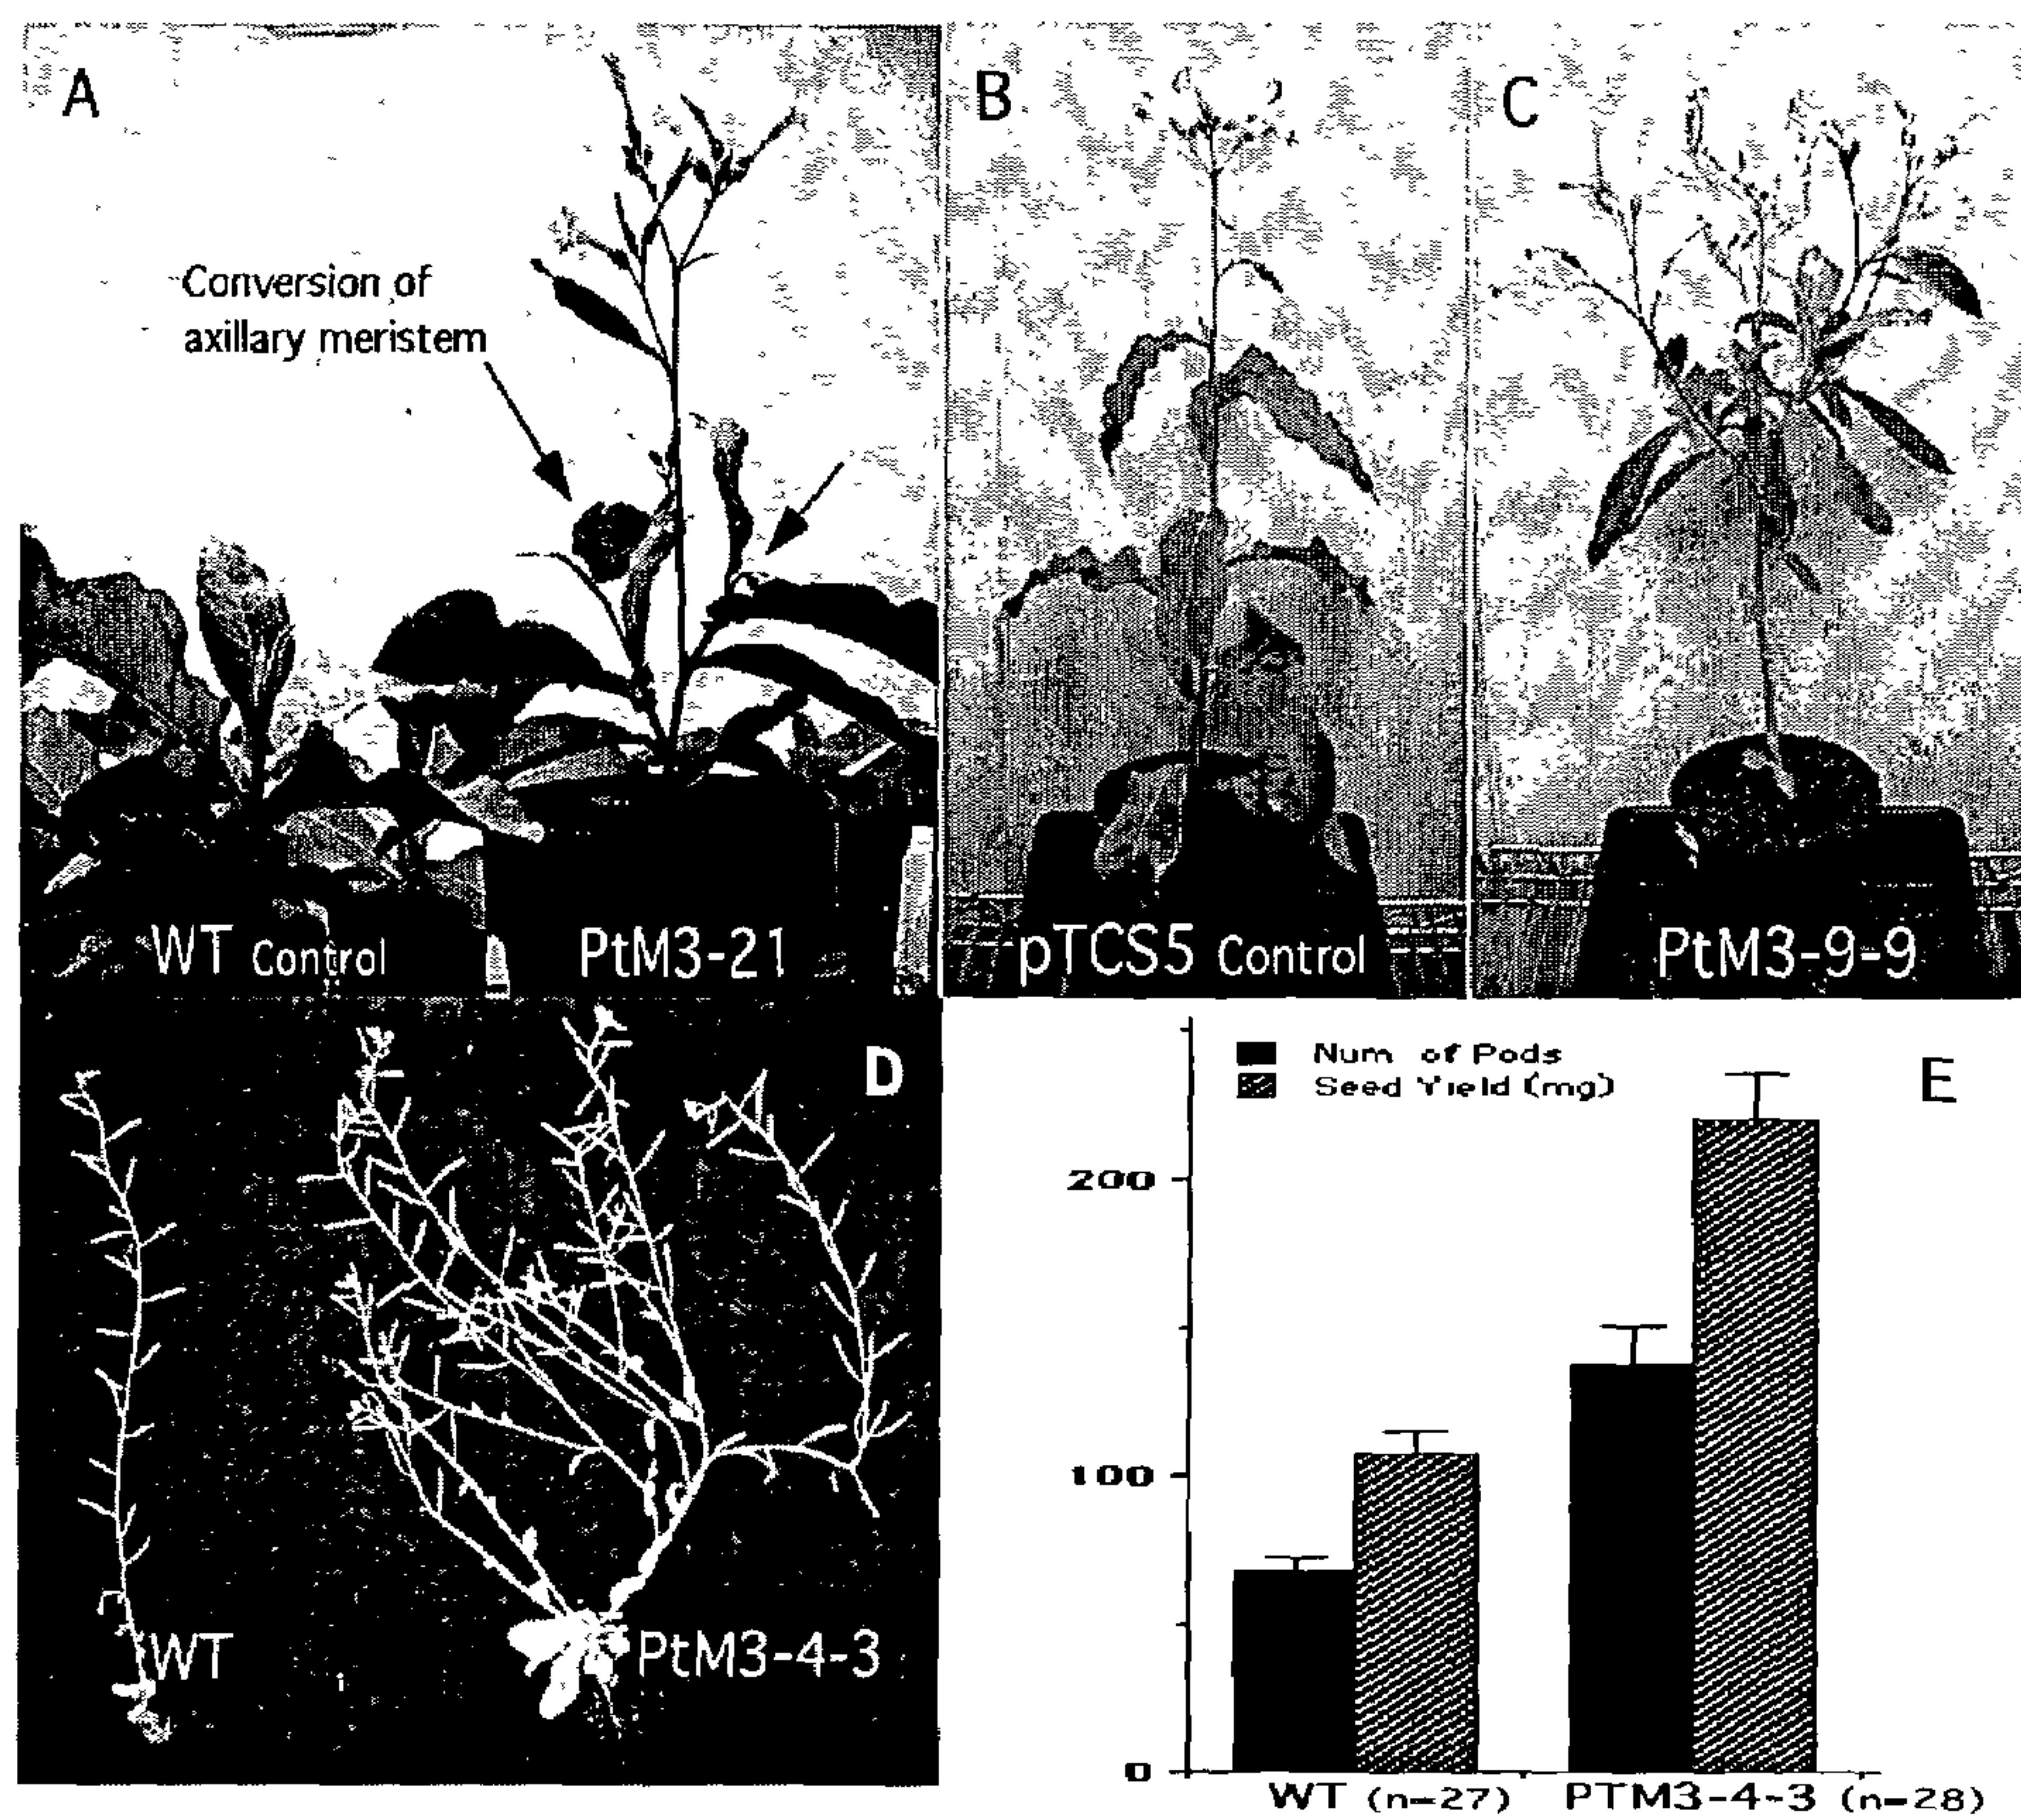 A
B
C
Conversion of
axillary meristem
WT Control
PtM3-21
pTCS5 Control
PtM3-9-9
D
WT
PtM3-4-3
E
Num of Pods
Seed Yield (mg)
200
100
0
WT (n=27)
PTM3-4-3 (n=28)